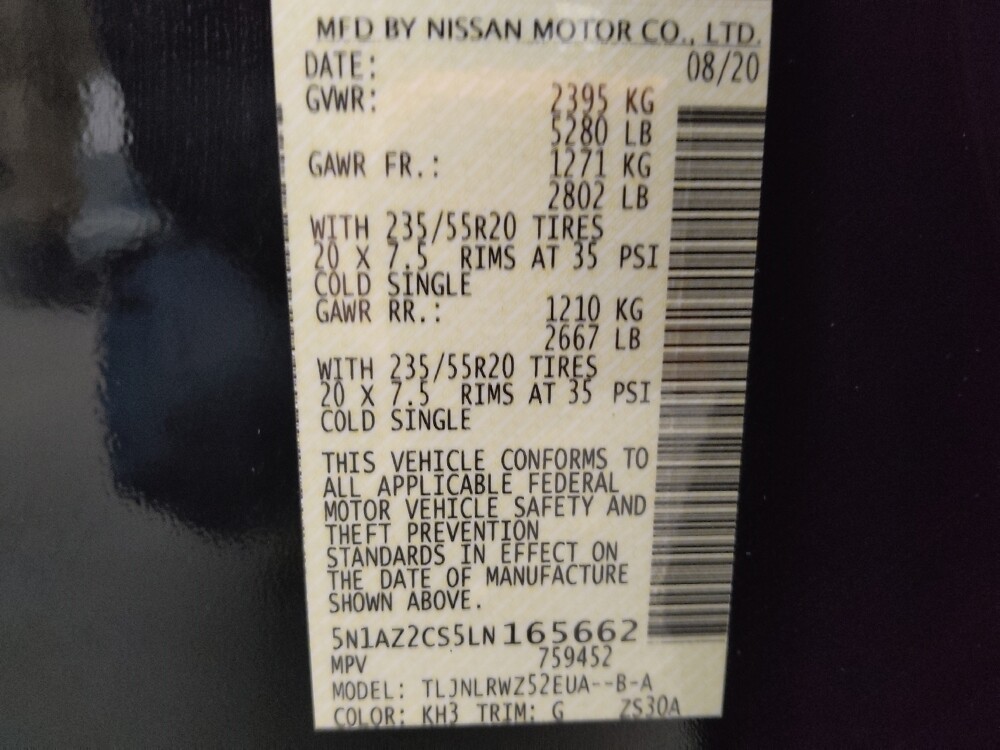 MFD BY NISSAN MOTOR CO., LTD.
DATE: 08/20
GVWR: 2395 KG
5280 LB
GAWR FR.: 1271 KG
2802 LB
WITH 235/55R20 TIRES
20 X 7.5 RIMS AT 35 PSI
COLD SINGLE
GAWR RR.: 1210 KG
2667 LB
WITH 235/55R20 TIRES
20 X 7.5 RIMS AT 35 PSI
COLD SINGLE
THIS VEHICLE CONFORMS TO
ALL APPLICABLE FEDERAL
MOTOR VEHICLE SAFETY AND
THEFT PREVENTION
STANDARDS IN EFFECT ON
THE DATE OF MANUFACTURE
SHOWN ABOVE.
5N1AZ2CS5LN165662
MPV 759452
MODEL: TLJNLRWZ52EUA--B-A
COLOR: KH3 TRIM: G ZS30A